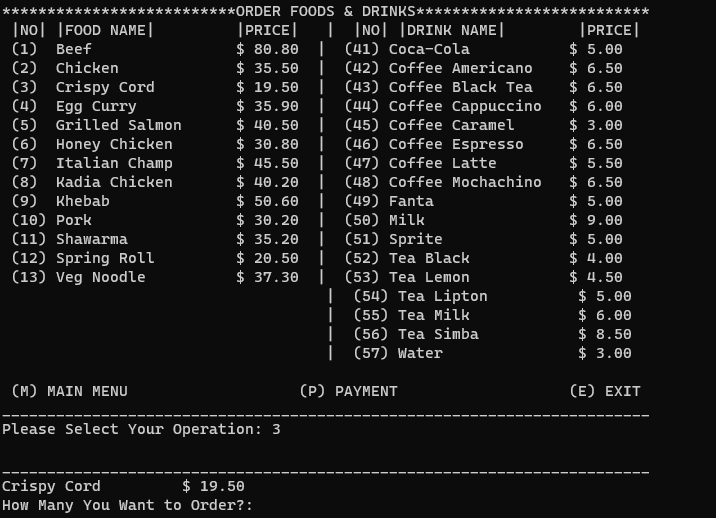 **************************ORDER FOODS & DRINKS**************************
 |NO| |FOOD NAME|         |PRICE|   |  |NO| |DRINK NAME|        |PRICE|
 (1)  Beef                $ 80.80  |  (41) Coca-Cola           $ 5.00
 (2)  Chicken             $ 35.50  |  (42) Coffee Americano    $ 6.50
 (3)  Crispy Cord         $ 19.50  |  (43) Coffee Black Tea    $ 6.50
 (4)  Egg Curry           $ 35.90  |  (44) Coffee Cappuccino   $ 6.00
 (5)  Grilled Salmon      $ 40.50  |  (45) Coffee Caramel      $ 3.00
 (6)  Honey Chicken       $ 30.80  |  (46) Coffee Espresso     $ 6.50
 (7)  Italian Champ       $ 45.50  |  (47) Coffee Latte        $ 5.50
 (8)  Kadia Chicken       $ 40.20  |  (48) Coffee Mochachino   $ 6.50
 (9)  Khebab              $ 50.60  |  (49) Fanta               $ 5.00
 (10) Pork                $ 30.20  |  (50) Milk                $ 9.00
 (11) Shawarma            $ 35.20  |  (51) Sprite              $ 5.00
 (12) Spring Roll         $ 20.50  |  (52) Tea Black           $ 4.00
 (13) Veg Noodle          $ 37.30  |  (53) Tea Lemon           $ 4.50
                                    |  (54) Tea Lipton          $ 5.00
                                    |  (55) Tea Milk            $ 6.00
                                    |  (56) Tea Simba           $ 8.50
                                    |  (57) Water               $ 3.00
 (M) MAIN MENU                   (P) PAYMENT                   (E) EXIT
________________________________________________________________________
Please Select Your Operation: 3
________________________________________________________________________
Crispy Cord         $ 19.50
How Many You Want to Order?: